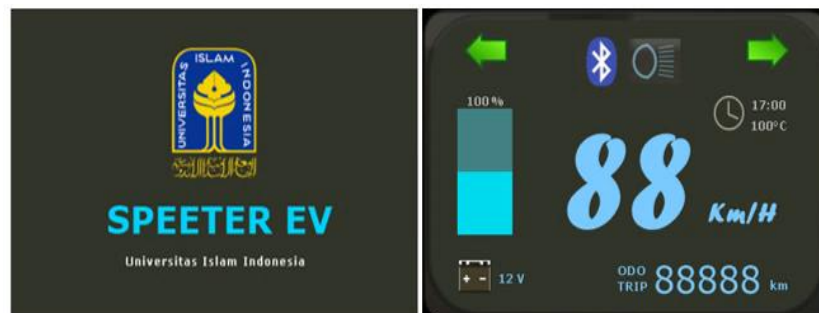 UNIVERSITAS ISLAM INDONESIA
SPEETER EV
Universitas Islam Indonesia
100%
17:00
100°C
88 Km/H
+ -
12 V
ODO
TRIP
88888 km